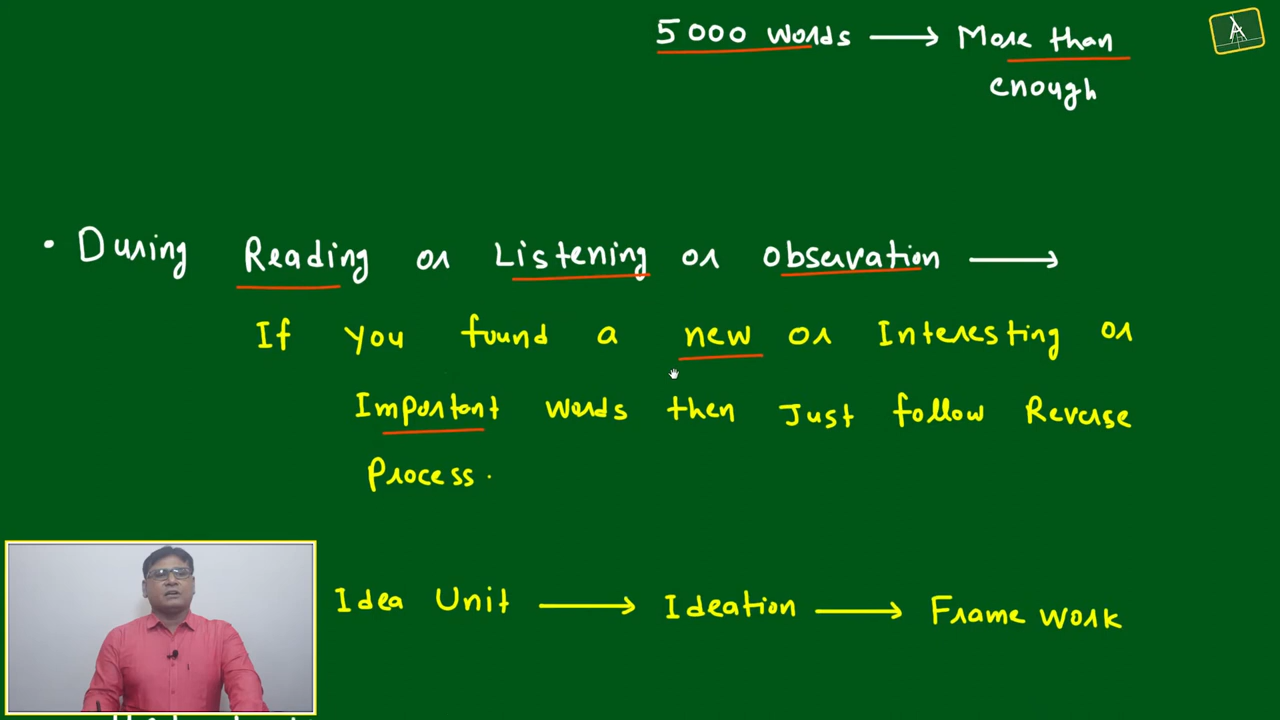 5000 words → More than
enough
• During Reading or Listening or Observation →
If you found a new or Interesting or
Important words then Just follow Reverse
Process.
Idea Unit → Ideation → Frame work